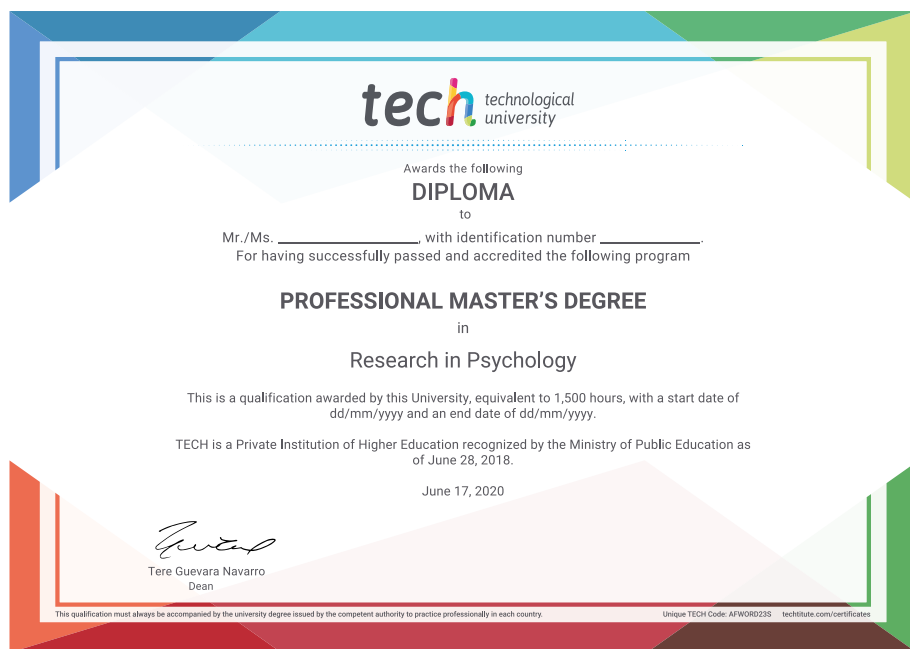 tech technological
university
Awards the following
DIPLOMA
to
Mr./Ms. ____________________, with identification number ______________.
For having successfully passed and accredited the following program
PROFESSIONAL MASTER'S DEGREE
in
Research in Psychology
This is a qualification awarded by this University, equivalent to 1,500 hours, with a start date of
dd/mm/yyyy and an end date of dd/mm/yyyy.
TECH is a Private Institution of Higher Education recognized by the Ministry of Public Education as
of June 28, 2018.
June 17, 2020
Tere Guevara Navarro
Dean
This qualification must always be accompanied by the university degree issued by the competent authority to practice professionally in each country.
Unique TECH Code: AFWORD23S techtitute.com/certificates